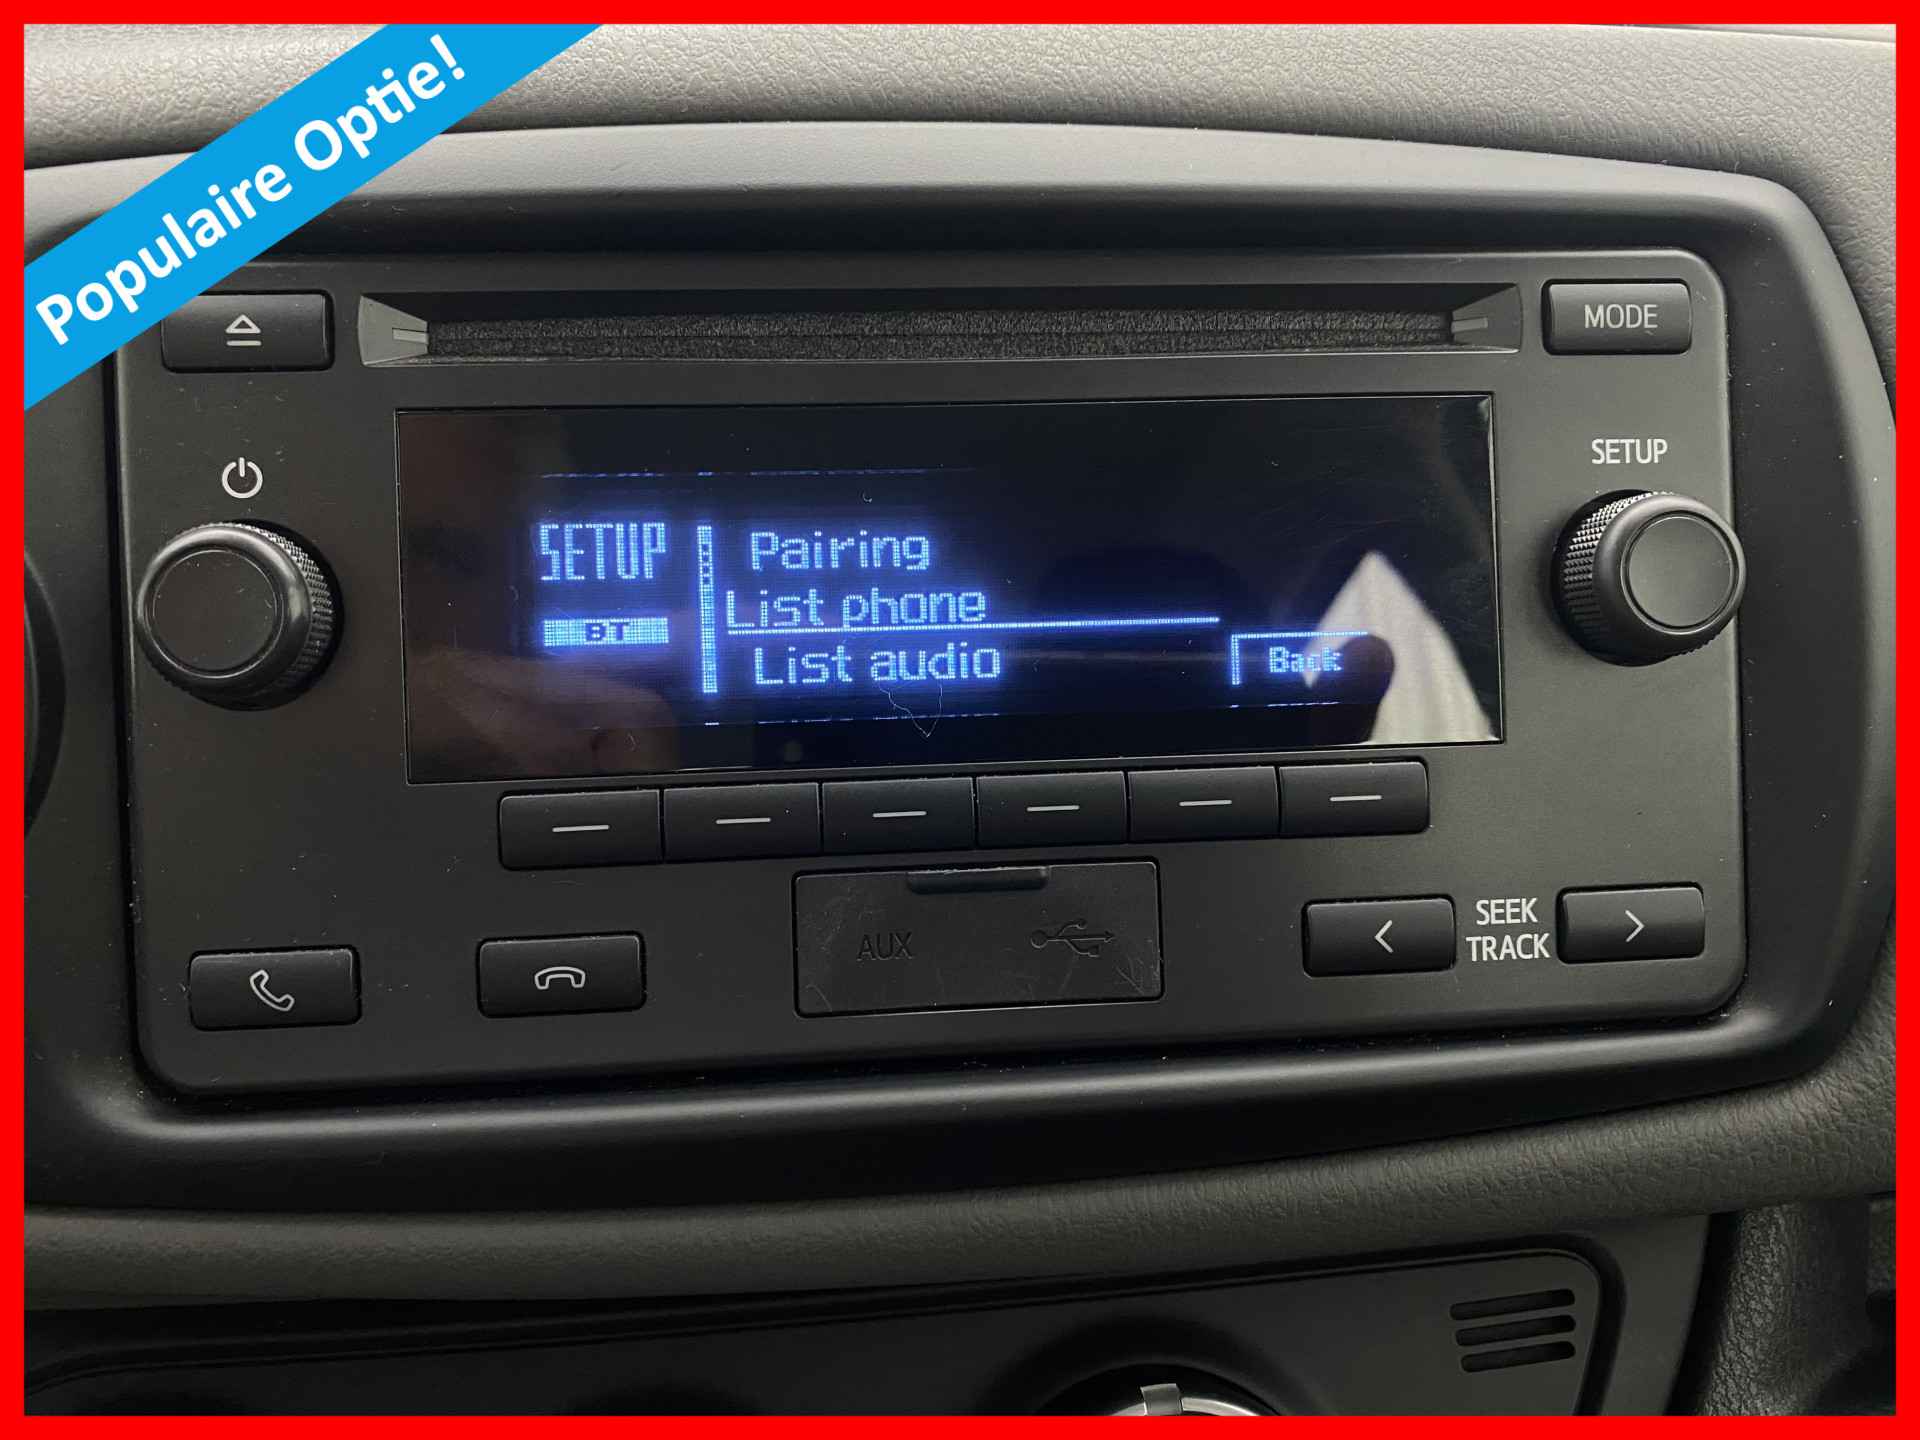 Populaire Optie!
MODE
SETUP
SETUP
BT
Pairing
List phone
List audio
Back
AUX
SEEK
TRACK